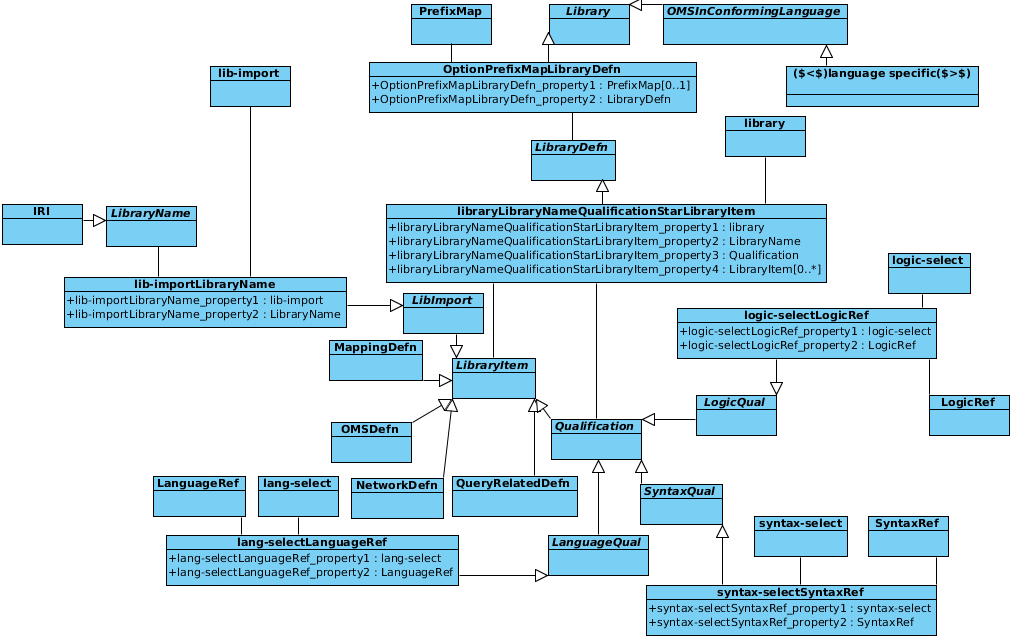 PrefixMap
Library
OMSInConformingLanguage
OptionPrefixMapLibraryDefn
+OptionPrefixMapLibraryDefn_property1 : PrefixMap[0..1]
+OptionPrefixMapLibraryDefn_property2 : LibraryDefn
lib-import
($<$)language specific($>$)
library
LibraryDefn
IRI
LibraryName
libraryLibraryNameQualificationStarLibraryItem
+libraryLibraryNameQualificationStarLibraryItem_property1 : library
+libraryLibraryNameQualificationStarLibraryItem_property2 : LibraryName
+libraryLibraryNameQualificationStarLibraryItem_property3 : Qualification
+libraryLibraryNameQualificationStarLibraryItem_property4 : LibraryItem[0..*]
logic-select
lib-importLibraryName
+lib-importLibraryName_property1 : lib-import
+lib-importLibraryName_property2 : LibraryName
LibImport
logic-selectLogicRef
+logic-selectLogicRef_property1 : logic-select
+logic-selectLogicRef_property2 : LogicRef
MappingDefn
LibraryItem
LogicQual
LogicRef
OMSDefn
Qualification
LanguageRef
lang-select
NetworkDefn
QueryRelatedDefn
SyntaxQual
syntax-select
SyntaxRef
lang-selectLanguageRef
+lang-selectLanguageRef_property1 : lang-select
+lang-selectLanguageRef_property2 : LanguageRef
LanguageQual
syntax-selectSyntaxRef
+syntax-selectSyntaxRef_property1 : syntax-select
+syntax-selectSyntaxRef_property2 : SyntaxRef